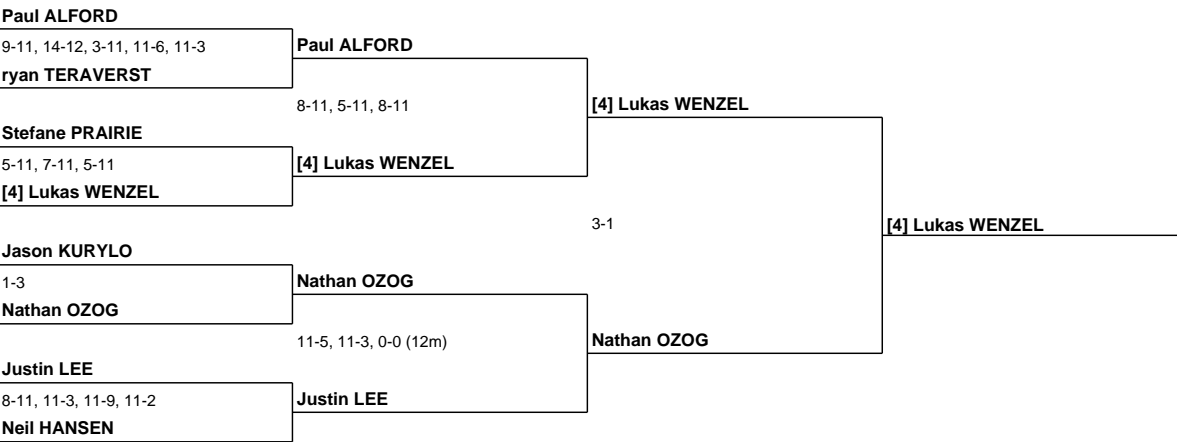 Paul ALFORD
9-11, 14-12, 3-11, 11-6, 11-3
Paul ALFORD
ryan TERAVERST
8-11, 5-11, 8-11
[4] Lukas WENZEL
Stefane PRAIRIE
5-11, 7-11, 5-11
[4] Lukas WENZEL
[4] Lukas WENZEL
3-1
[4] Lukas WENZEL
Jason KURYLO
1-3
Nathan OZOG
Nathan OZOG
11-5, 11-3, 0-0 (12m)
Nathan OZOG
Justin LEE
8-11, 11-3, 11-9, 11-2
Justin LEE
Neil HANSEN